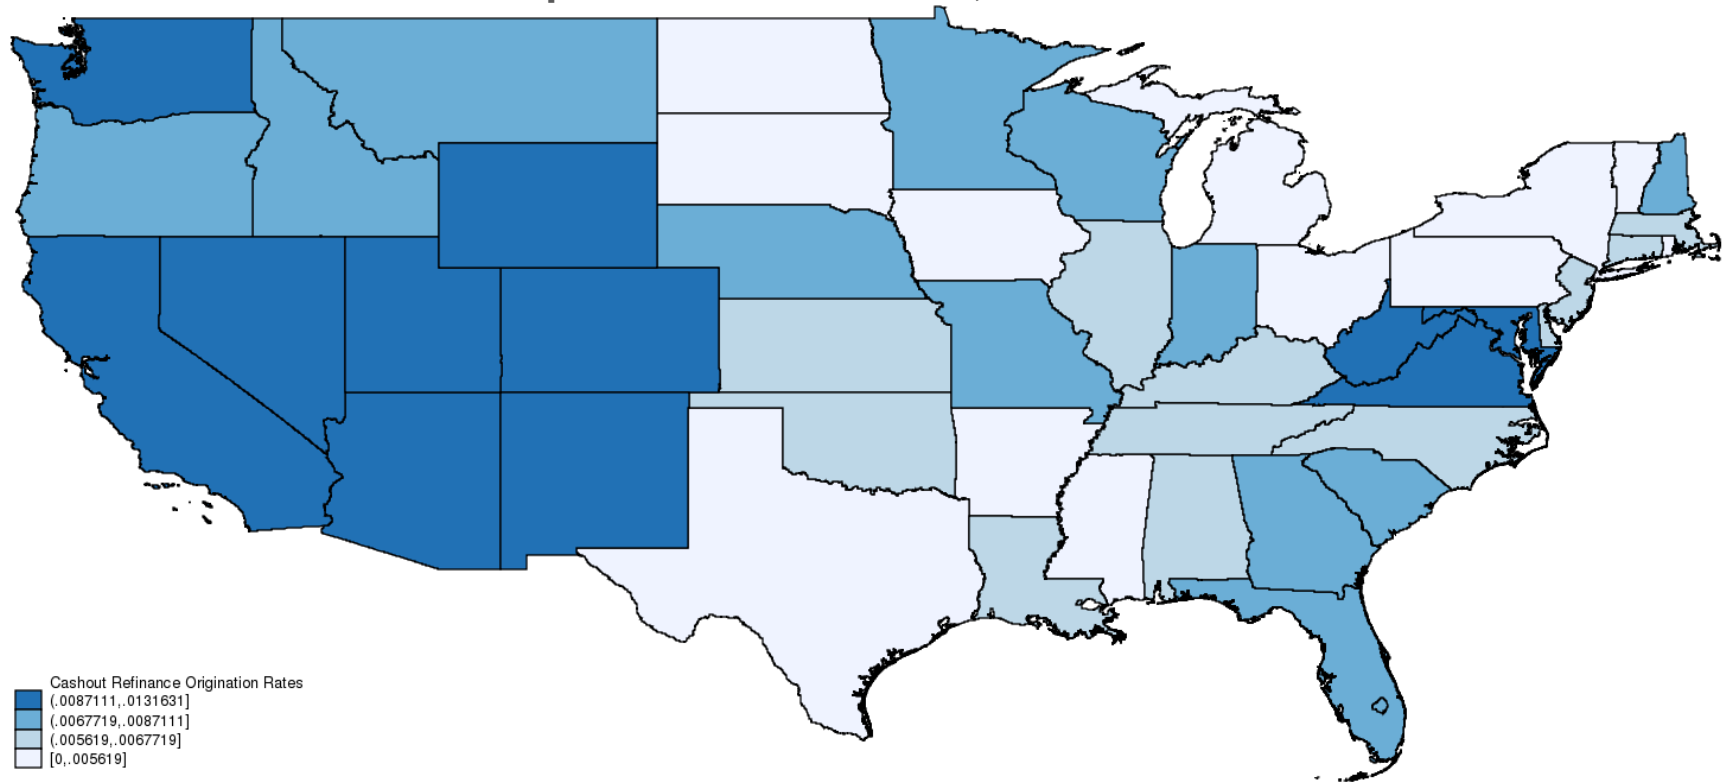 Cashout Refinance Origination Rates
(.0087111,.0131631]
(.0067719,.0087111]
(.005619,.0067719]
[0,.005619]